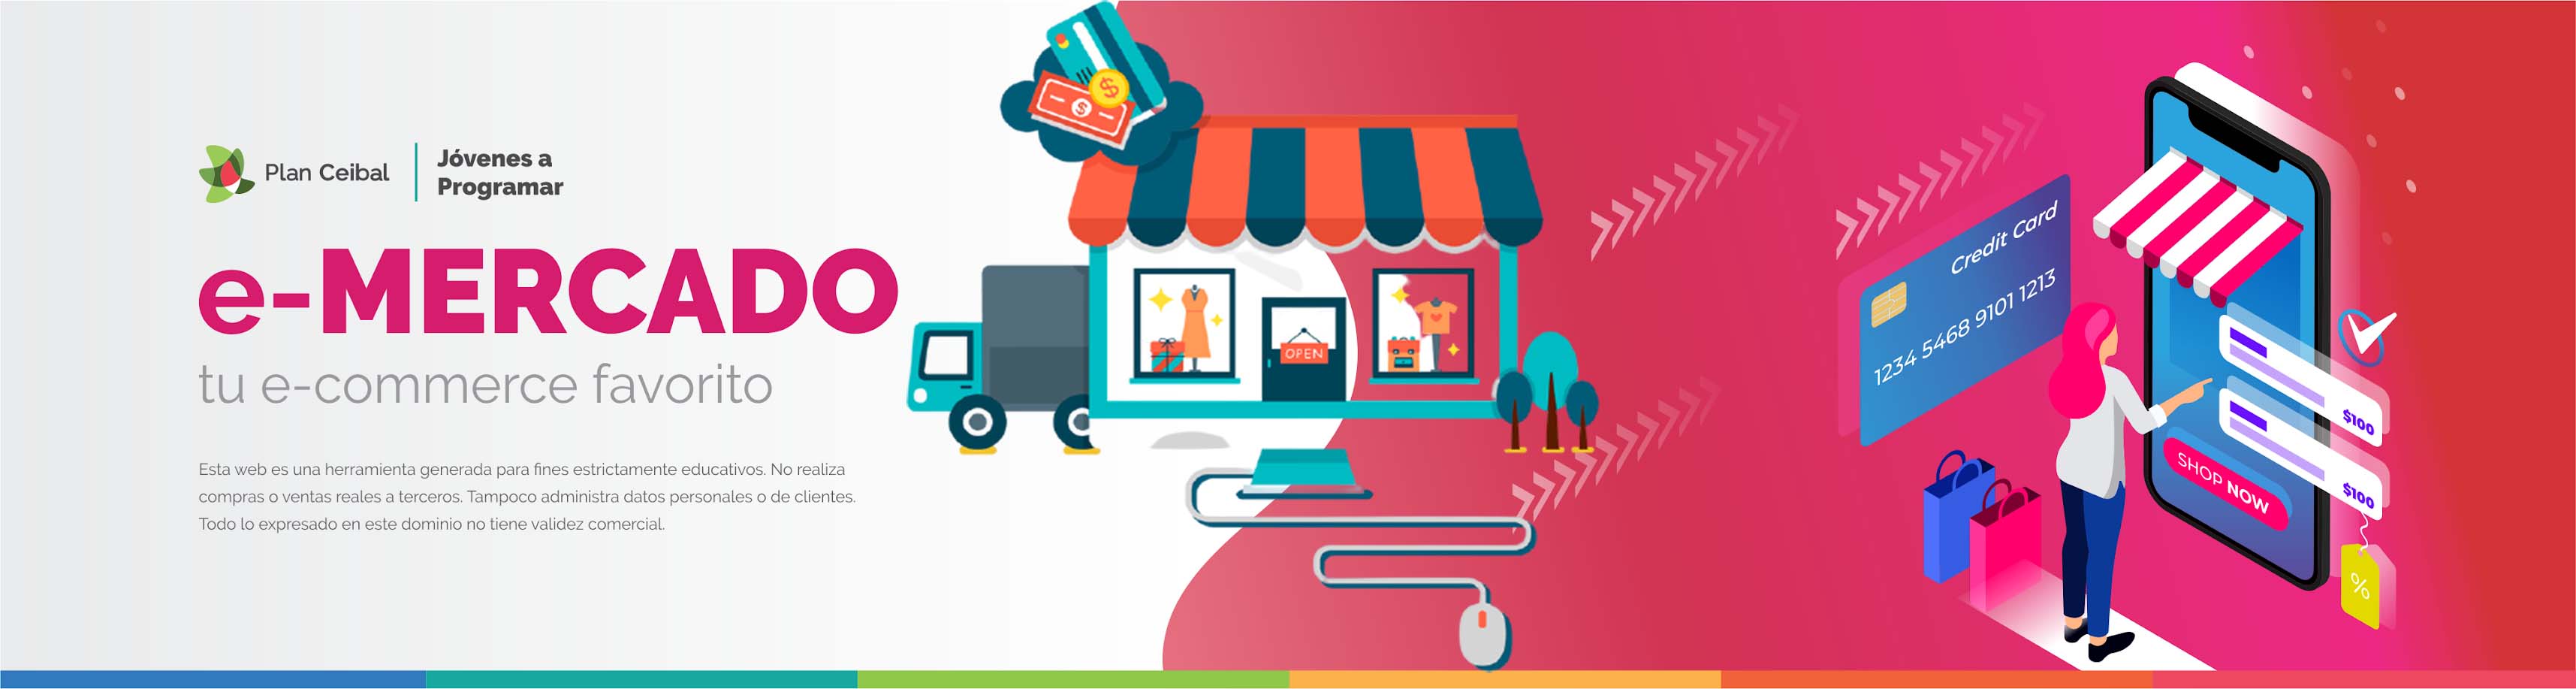 Plan Ceibal
Jóvenes a
Programar
e-MERCADO
tu e-commerce favorito
Esta web es una herramienta generada para fines estrictamente educativos. No realiza
compras o ventas reales a terceros. Tampoco administra datos personales o de clientes.
Todo lo expresado en este dominio no tiene validez comercial.
$
$
OPEN
Credit Card
1234 5468 9101 1213
$100
$100
SHOP NOW
%